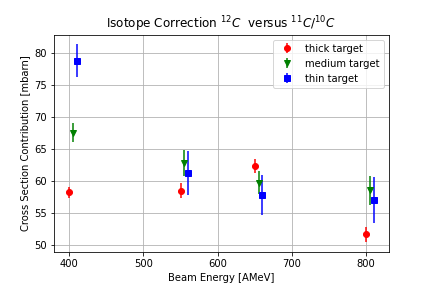 Isotope Correction ¹²C versus ¹¹C/¹⁰C
thick target
medium target
thin target
Cross Section Contribution [mbarn]
80
75
70
65
60
55
50
400
500
600
700
800
Beam Energy [AMeV]